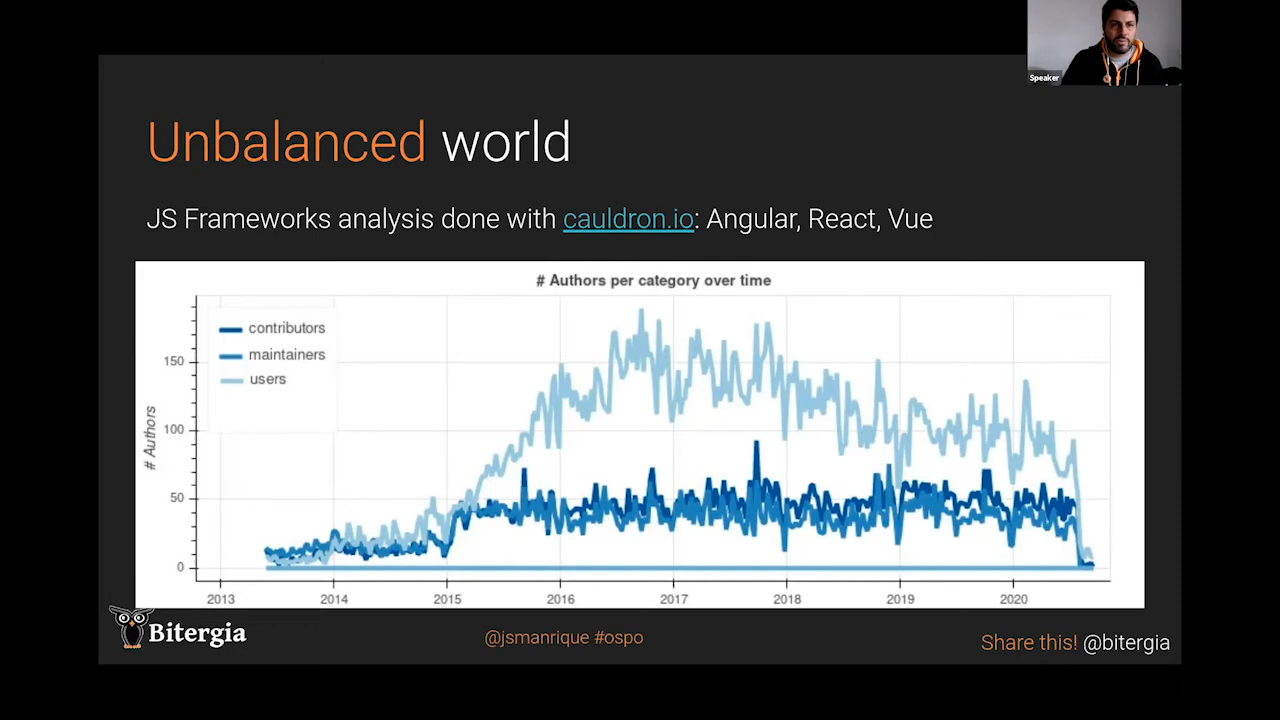 Speaker
Unbalanced world
JS Frameworks analysis done with cauldron.io: Angular, React, Vue
# Authors per category over time
contributors
maintainers
users
# Authors
150
100
50
0
2013 2014 2015 2016 2017 2018 2019 2020
Bitergia
@jsmanrique #ospo
Share this! @bitergia